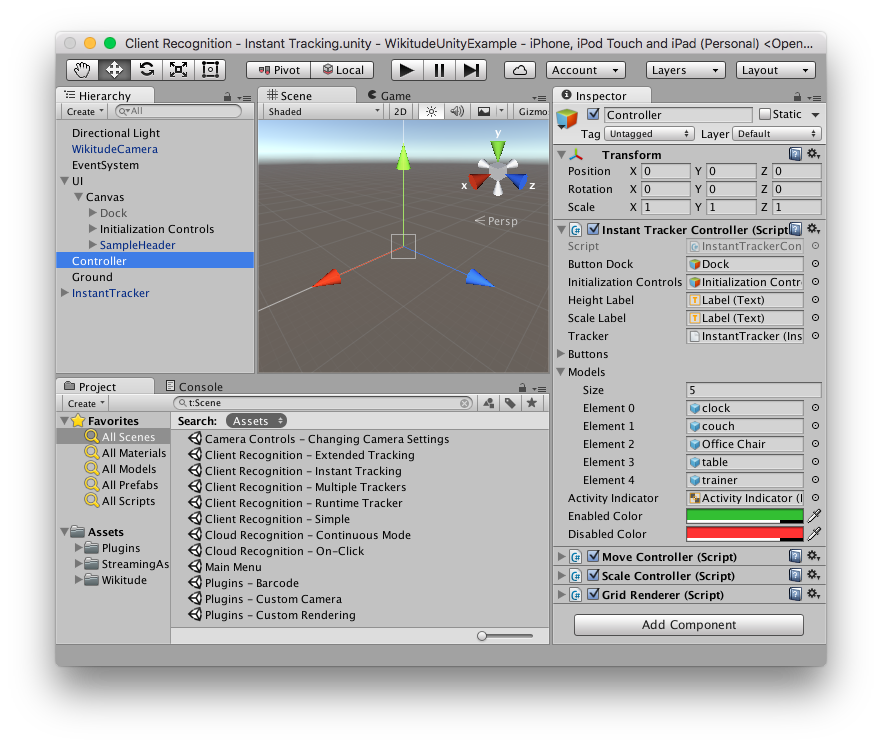 Client Recognition - Instant Tracking.unity - WikitudeUnityExample - iPhone, iPod Touch and iPad (Personal) <Open...
Pivot Local Account Layers Layout
Hierarchy
Create All
Directional Light
WikitudeCamera
EventSystem
UI
Canvas
Dock
Initialization Controls
SampleHeader
Controller
Ground
InstantTracker
Scene Game
Shaded 2D Gizmo
y
x z
Persp
Project Console
Create t:Scene
Favorites
All Scenes
All Materials
All Models
All Prefabs
All Scripts
Assets
Plugins
StreamingAs
Wikitude
Search: Assets
Camera Controls - Changing Camera Settings
Client Recognition - Extended Tracking
Client Recognition - Instant Tracking
Client Recognition - Multiple Trackers
Client Recognition - Runtime Tracker
Client Recognition - Simple
Cloud Recognition - Continuous Mode
Cloud Recognition - On-Click
Main Menu
Plugins - Barcode
Plugins - Custom Camera
Plugins - Custom Rendering
Inspector
Controller Static
Tag Untagged Layer Default
Transform
Position X 0 Y 0 Z 0
Rotation X 0 Y 0 Z 0
Scale X 1 Y 1 Z 1
Instant Tracker Controller (Script
Script InstantTrackerCon
Button Dock Dock
Initialization Controls Initialization Contr
Height Label Label (Text)
Scale Label Label (Text)
Tracker InstantTracker (Ins
Buttons
Models
Size 5
Element 0 clock
Element 1 couch
Element 2 Office Chair
Element 3 table
Element 4 trainer
Activity Indicator Activity Indicator (I
Enabled Color
Disabled Color
Move Controller (Script)
Scale Controller (Script)
Grid Renderer (Script)
Add Component